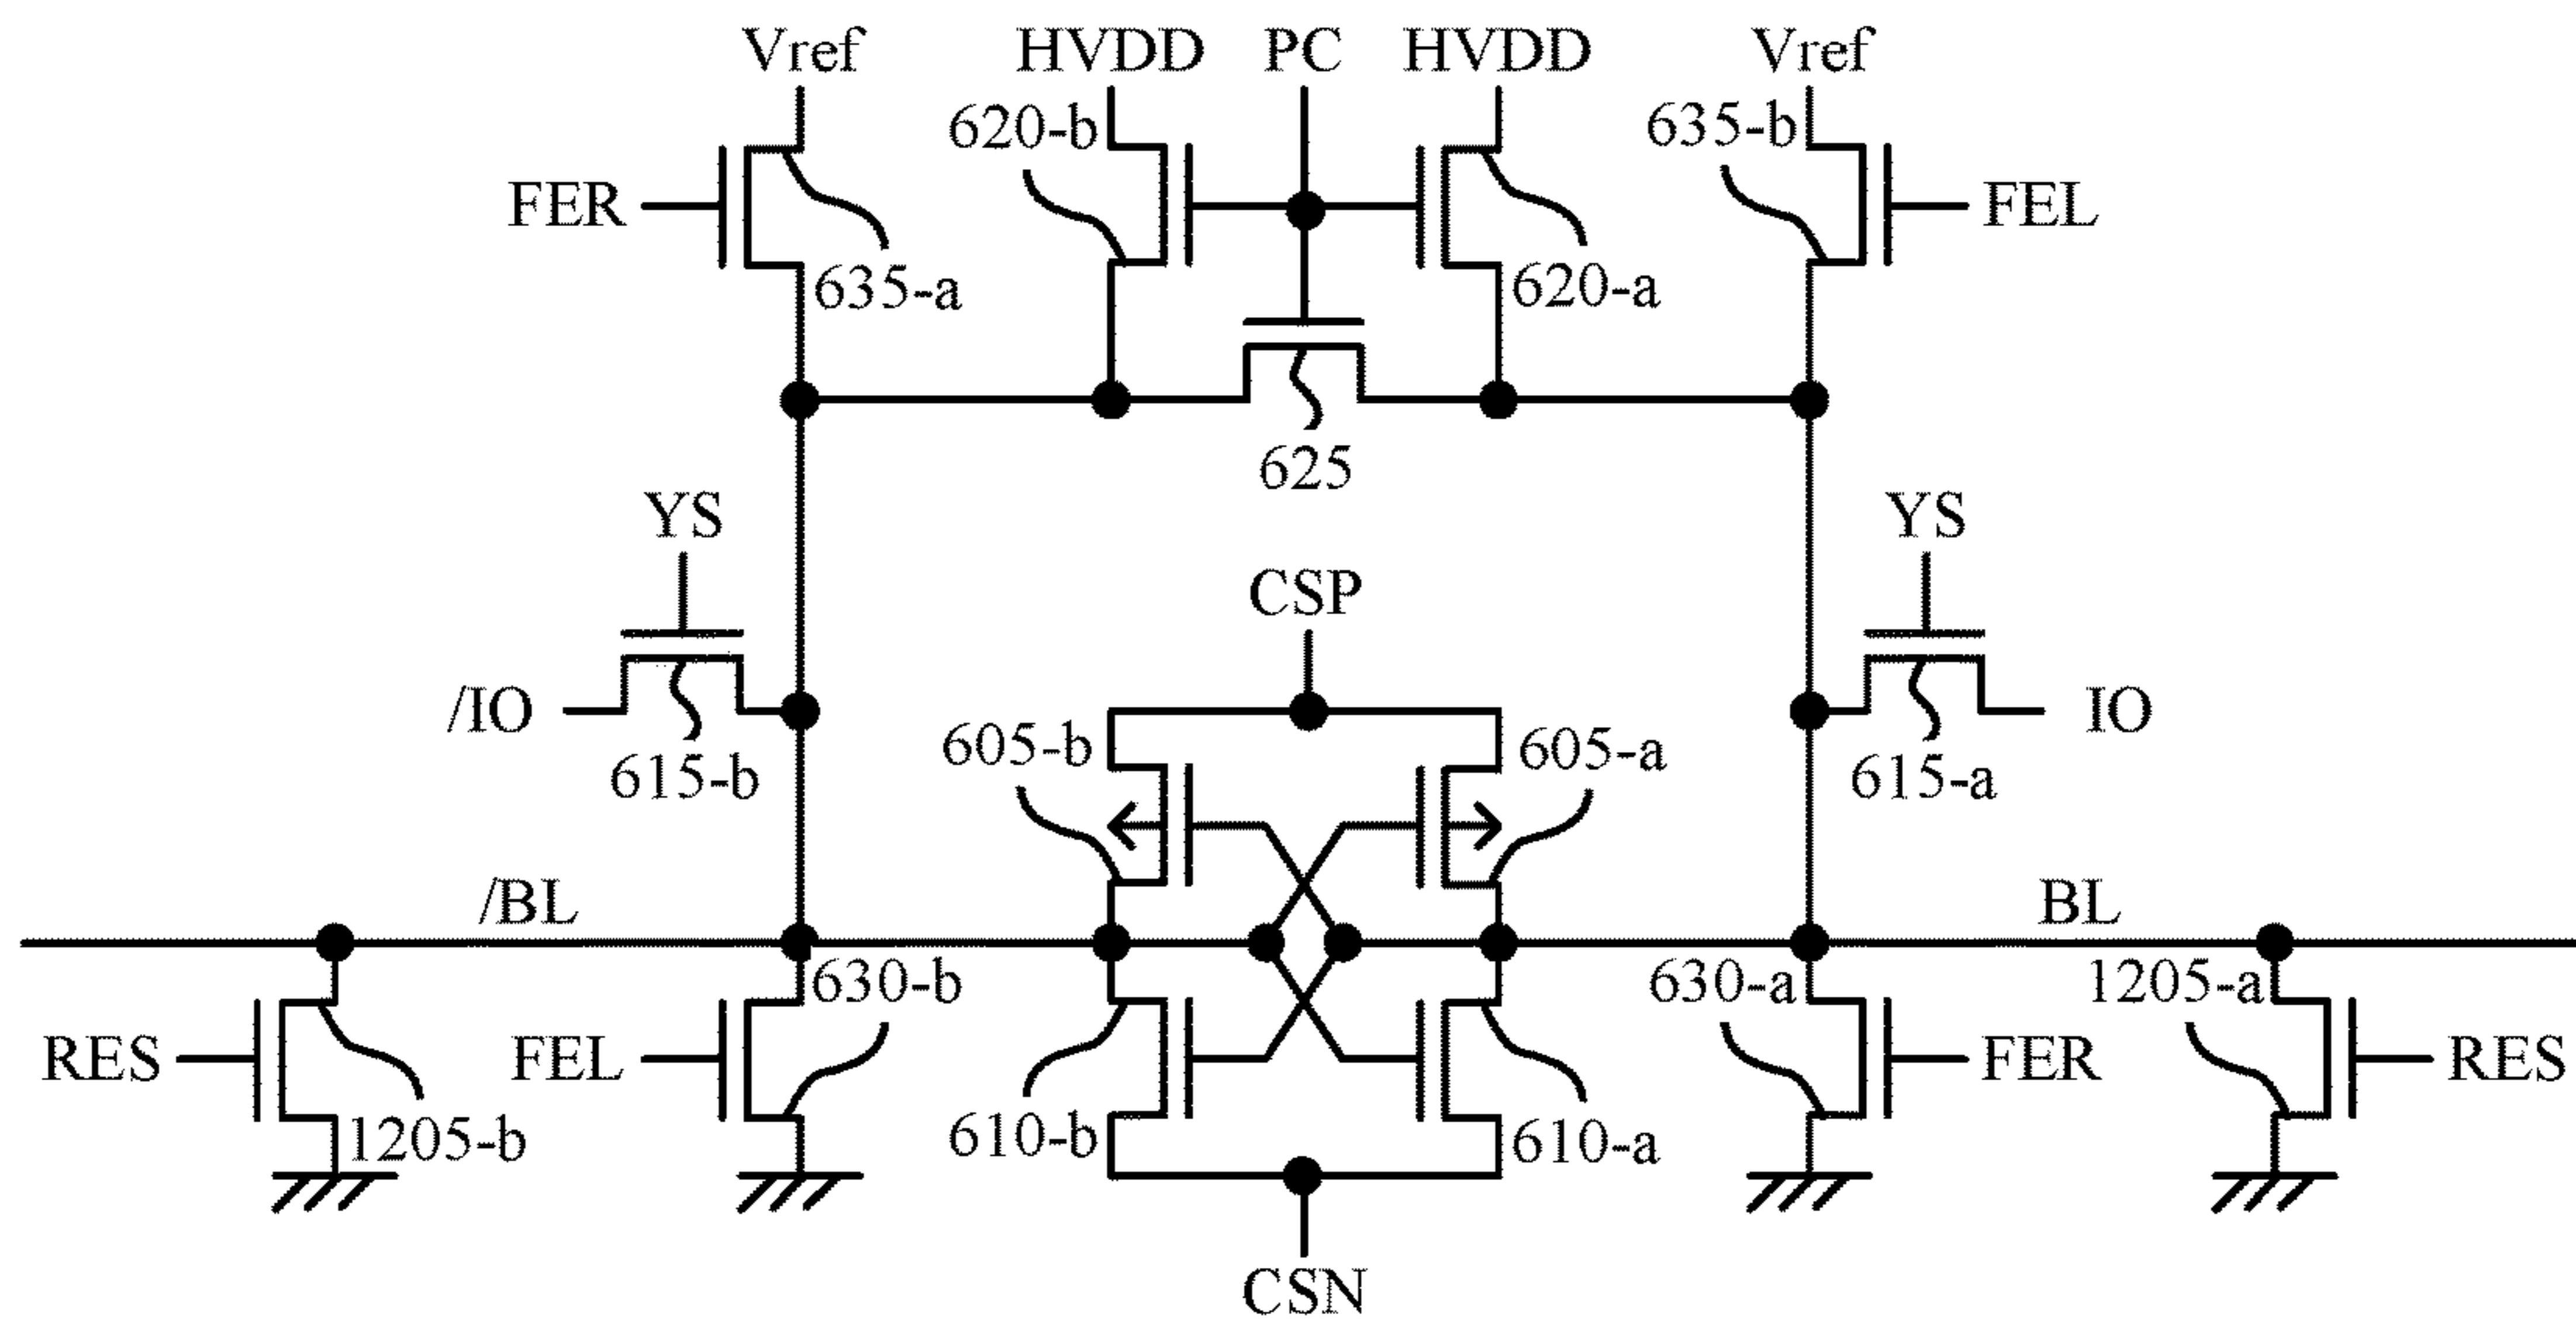 Vref HVDD PC HVDD Vref
620-b 635-b
FER FEL
635-a 620-a
625
YS YS
CSP
/IO IO
605-b 605-a
615-b 615-a
/BL BL
630-b 630-a 1205-a
RES FEL FER RES
1205-b 610-b 610-a
CSN